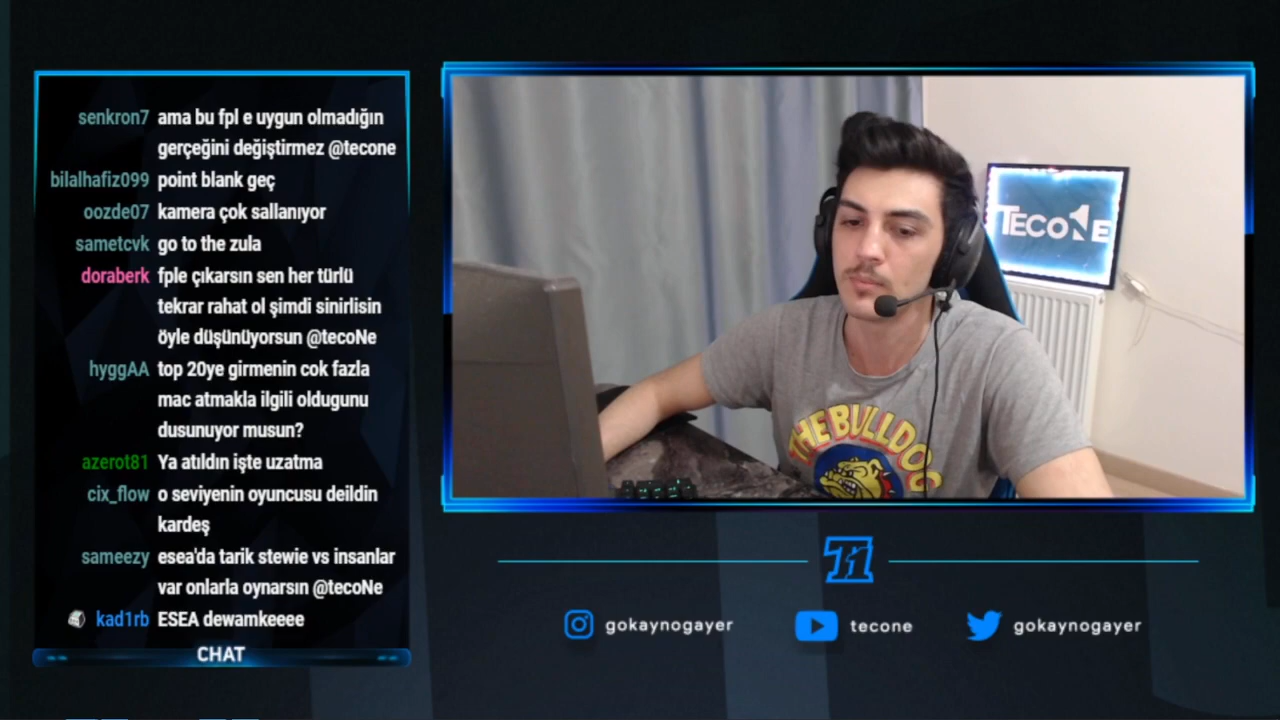 senkron7 ama bu fpl e uygun olmadığın
gerçeğini değiştirmez @tecone
bilalhafiz099 point blank geç
oozde07 kamera çok sallanıyor
sametcvk go to the zula
doraberk fple çıkarsın sen her türlü
tekrar rahat ol şimdi sinirlisin
öyle düşünüyorsun @tecoNe
hyggAA top 20ye girmenin cok fazla
mac atmakla ilgili oldugunu
dusunuyor musun?
azerot81 Ya atıldın işte uzatma
cix_flow o seviyenin oyuncusu deildin
kardeş
sameezy esea'da tarik stewie vs insanlar
var onlarla oynarsın @tecoNe
kad1rb ESEA dewamkeeee
CHAT
TECONE
THE BULLDOG
T1
gokaynogayer
tecone
gokaynogayer